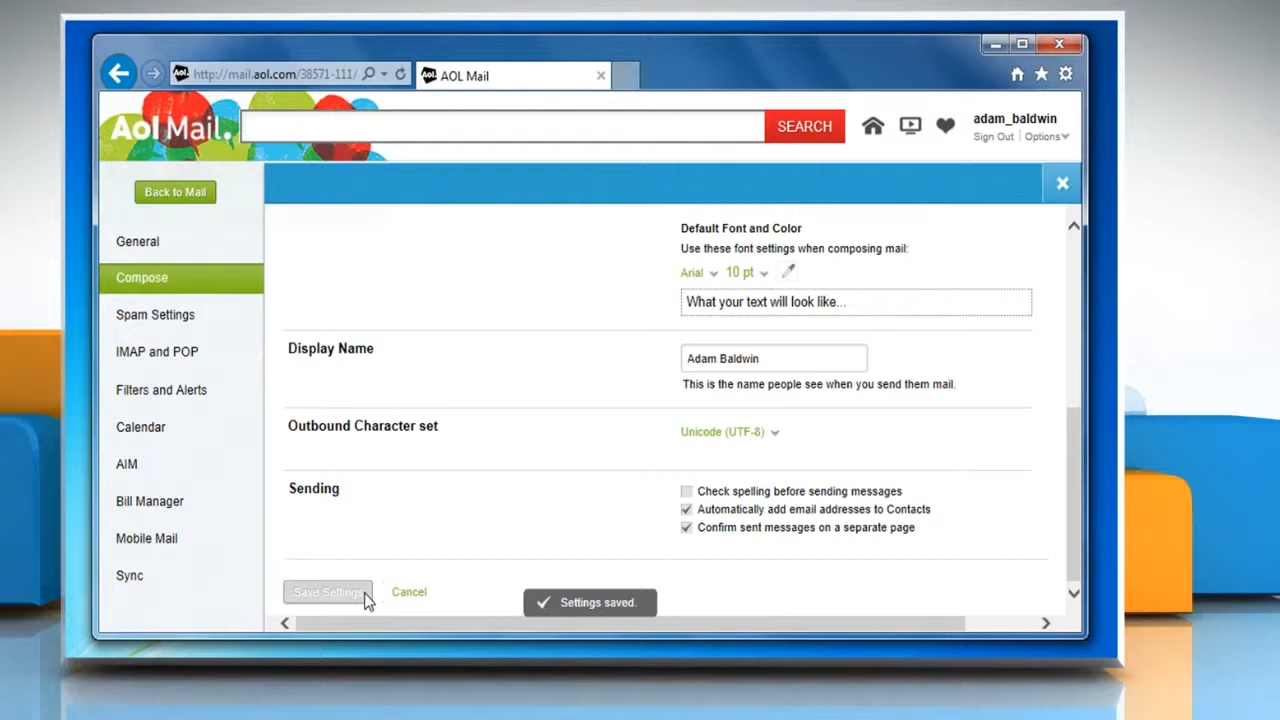 Aol. http://mail.aol.com/38571-111/
Aol. AOL Mail
Aol Mail.
SEARCH
adam_baldwin
Sign Out | Options
Back to Mail
General
Compose
Spam Settings
IMAP and POP
Filters and Alerts
Calendar
AIM
Bill Manager
Mobile Mail
Sync
Default Font and Color
Use these font settings when composing mail:
Arial 10 pt
What your text will look like...
Display Name
Adam Baldwin
This is the name people see when you send them mail.
Outbound Character set
Unicode (UTF-8)
Sending
Check spelling before sending messages
Automatically add email addresses to Contacts
Confirm sent messages on a separate page
Save Settings
Cancel
Settings saved.